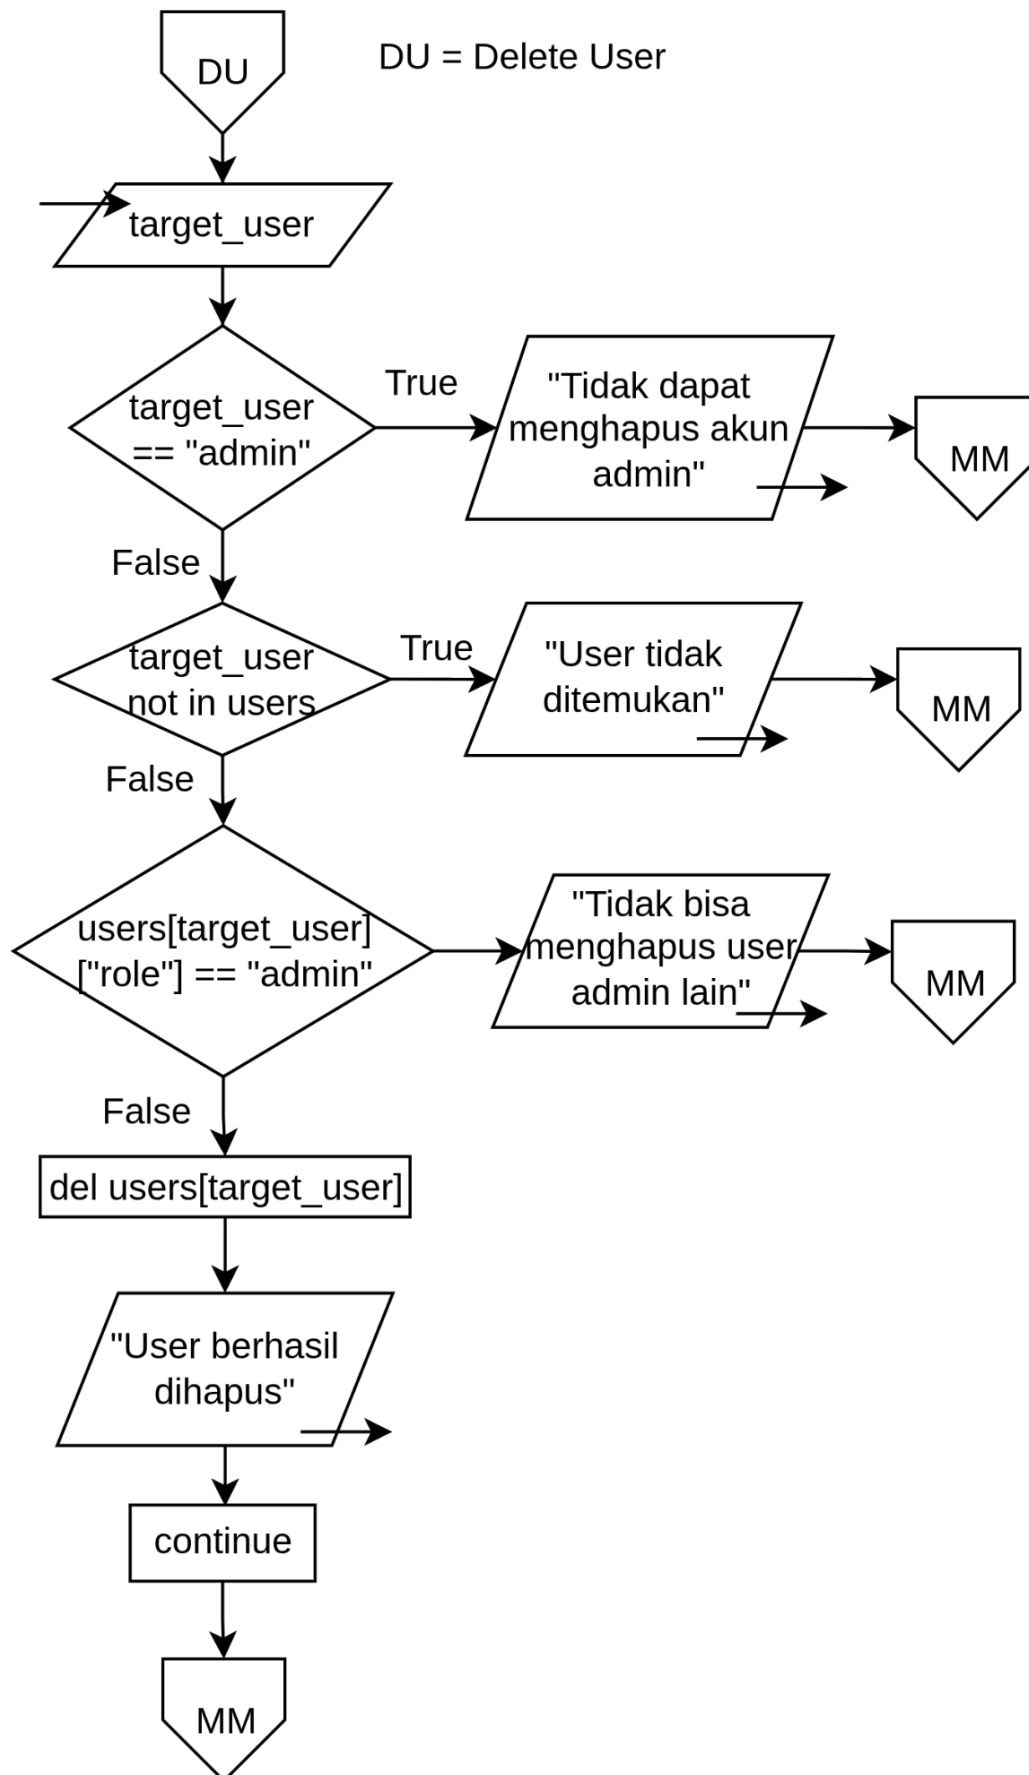 DU
DU = Delete User
target_user
target_user
== "admin"
True
"Tidak dapat
menghapus akun
admin"
MM
False
target_user
not in users
True
"User tidak
ditemukan"
MM
False
users[target_user]
["role"] == "admin"
"Tidak bisa
menghapus user
admin lain"
MM
False
del users[target_user]
"User berhasil
dihapus"
continue
MM